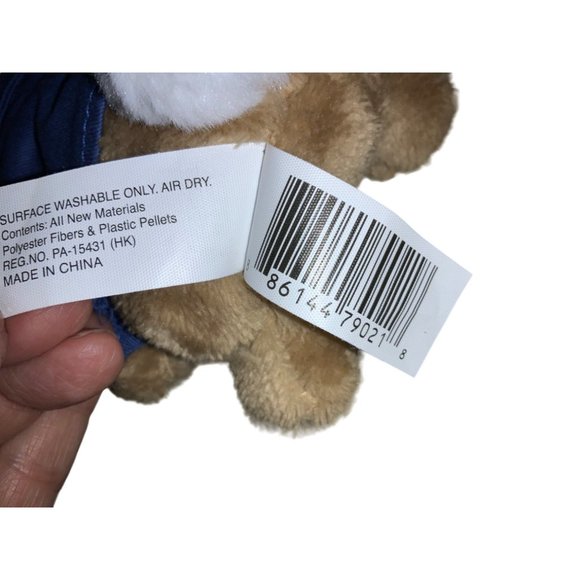 SURFACE WASHABLE ONLY. AIR DRY.
Contents: All New Materials
Polyester Fibers & Plastic Pellets
REG.NO. PA-15431 (HK)
MADE IN CHINA
86144 79021 8